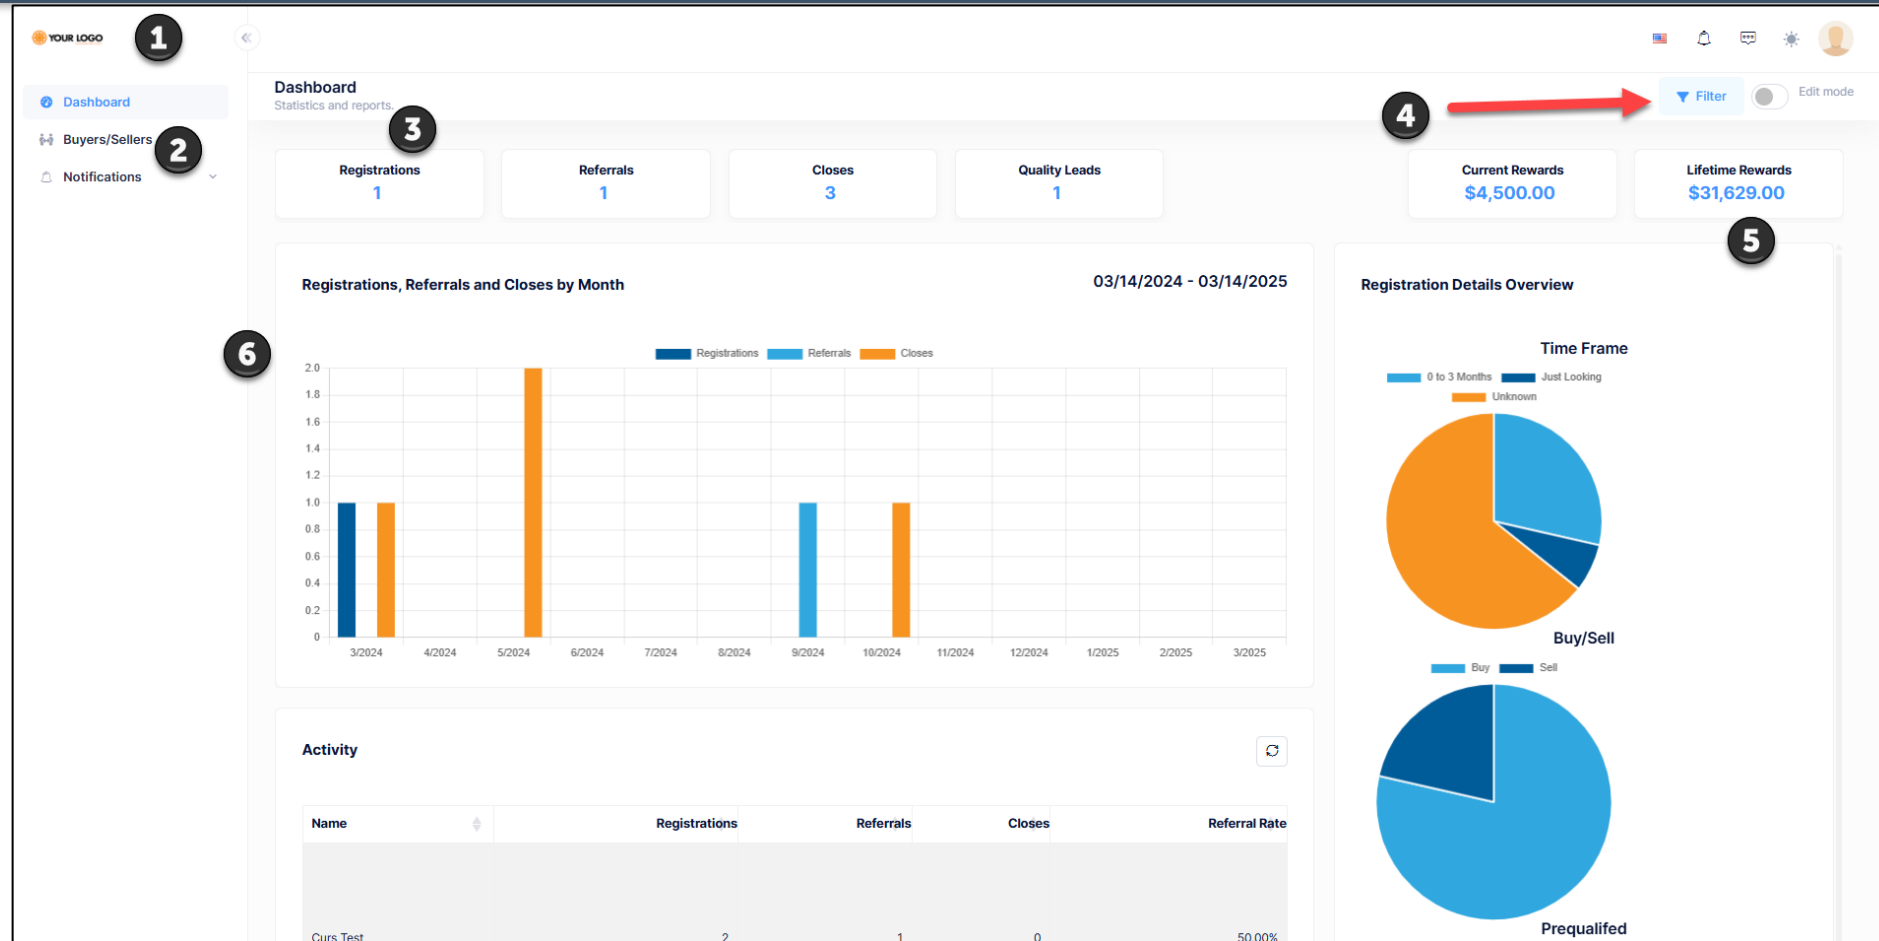 YOUR LOGO
1
Dashboard
Buyers/Sellers
2
Notifications
Dashboard
Statistics and reports.
3
4
Filter
Edit mode
Registrations
1
Referrals
1
Closes
3
Quality Leads
1
Current Rewards
$4,500.00
Lifetime Rewards
$31,629.00
5
Registrations, Referrals and Closes by Month
03/14/2024 - 03/14/2025
6
Registrations Referrals Closes
2.0
1.8
1.6
1.4
1.2
1.0
0.8
0.6
0.4
0.2
0
3/2024 4/2024 5/2024 6/2024 7/2024 8/2024 9/2024 10/2024 11/2024 12/2024 1/2025 2/2025 3/2025
Registration Details Overview
Time Frame
0 to 3 Months Just Looking
Unknown
Buy/Sell
Buy Sell
Prequalifed
Activity
Name Registrations Referrals Closes Referral Rate
Curs Test 2 1 0 50.00%